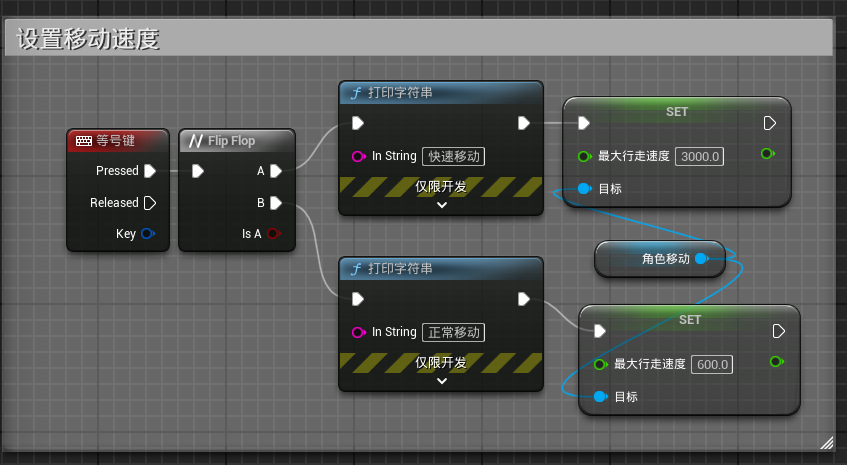 设置移动速度
等号键
Pressed
Released
Key
Flip Flop
A
B
Is A
打印字符串
In String 快速移动
仅限开发
SET
最大行走速度 3000.0
目标
角色移动
打印字符串
In String 正常移动
仅限开发
SET
最大行走速度 600.0
目标